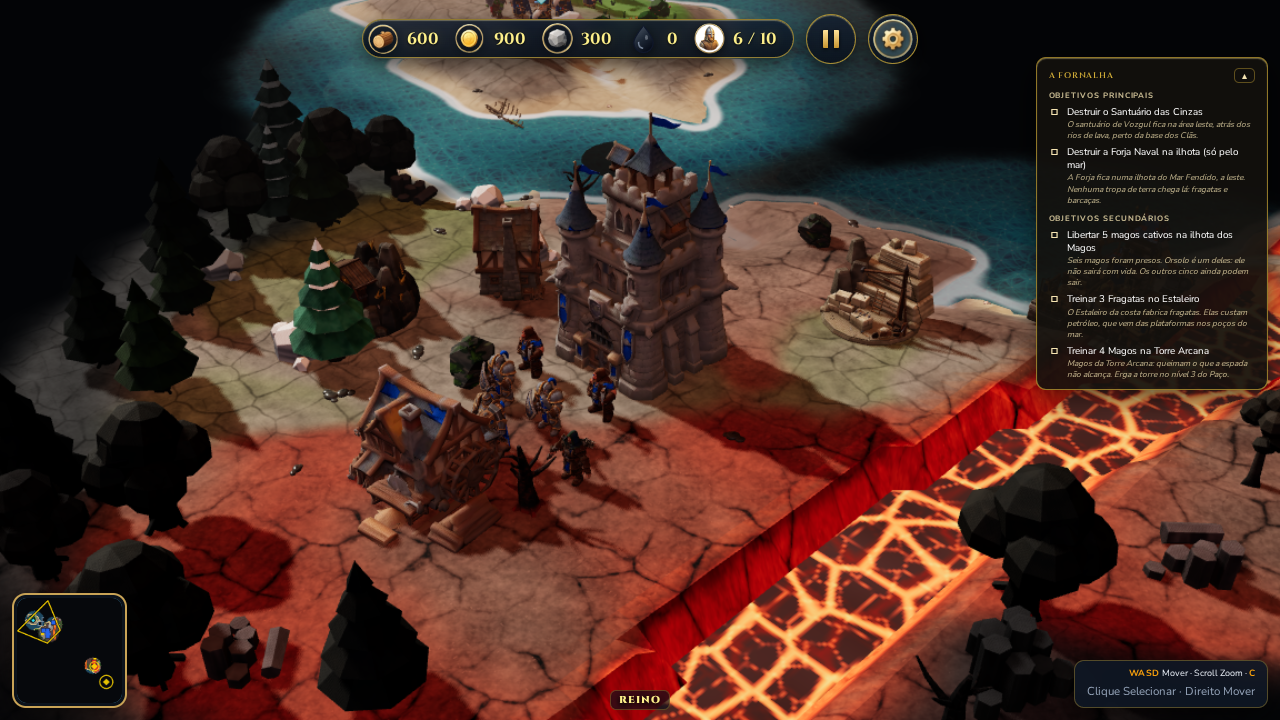 600 900 300 0 6 / 10
A FORNALHA
OBJETIVOS PRINCIPAIS
Destruir o Santuário das Cinzas
O santuário de Vozgul fica na área leste, atrás dos
rios de lava, perto da base dos Clãs.
Destruir a Forja Naval na ilhota (só pelo
mar)
A Forja fica numa ilhota do Mar Fendido, a leste.
Nenhuma tropa de terra chega lá: fragatas e
barcaças.
OBJETIVOS SECUNDÁRIOS
Libertar 5 magos cativos na ilhota dos
Magos
Seis magos foram presos. Orsolo é um deles: ele
não sairá com vida. Os outros cinco ainda podem
sair.
Treinar 3 Fragatas no Estaleiro
O Estaleiro da costa fabrica fragatas. Elas custam
petróleo, que vem das plataformas nos poços do
mar.
Treinar 4 Magos na Torre Arcana
Magos da Torre Arcana: queimam o que a espada
não alcança. Erga a torre no nível 3 do Paço.
WASD Mover · Scroll Zoom · C
Clique Selecionar · Direito Mover
REINO